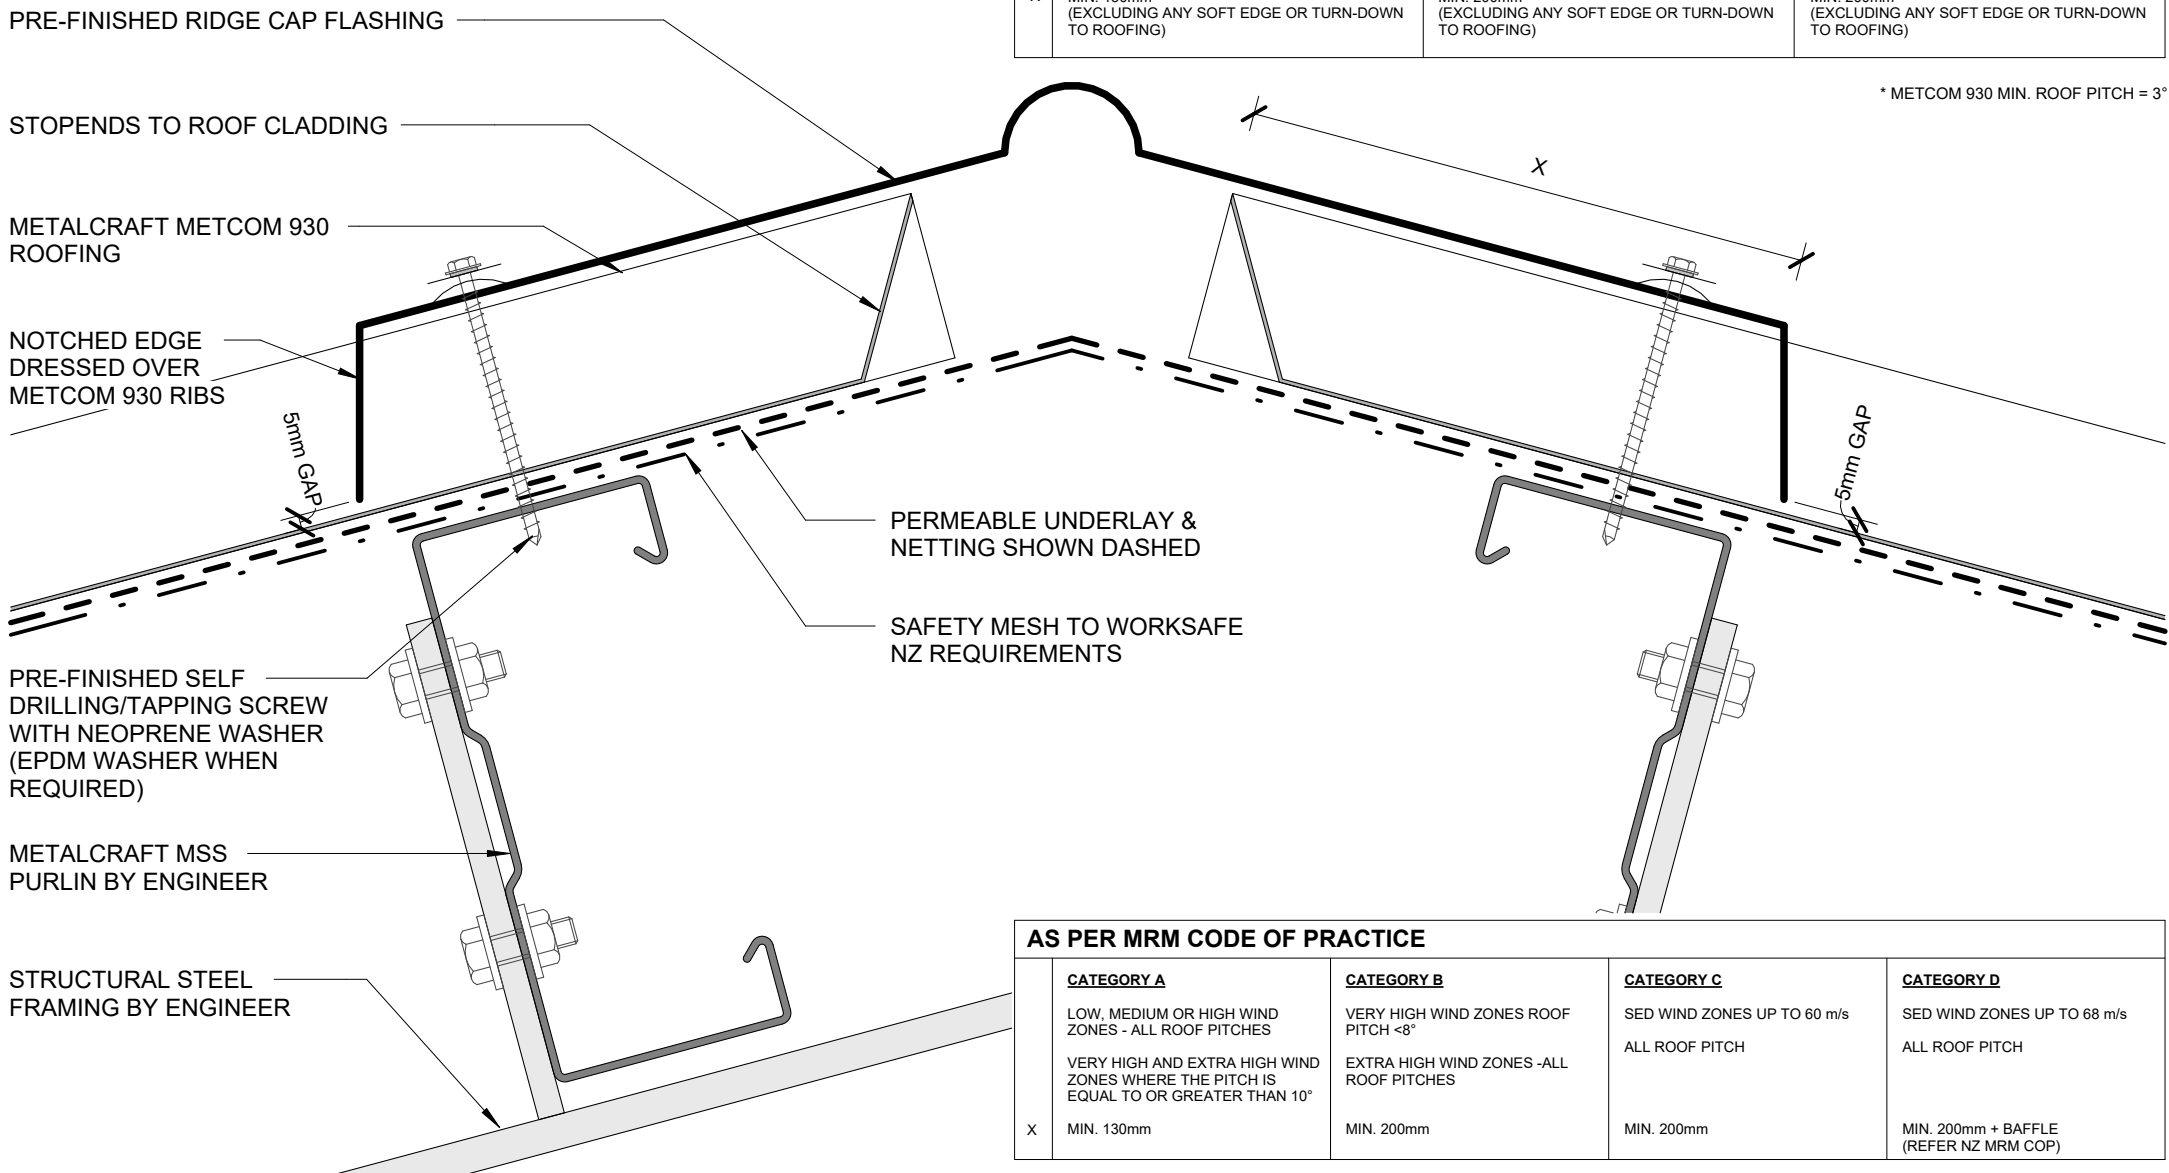 PRE-FINISHED RIDGE CAP FLASHING
(EXCLUDING ANY SOFT EDGE OR TURN-DOWN
TO ROOFING)
(EXCLUDING ANY SOFT EDGE OR TURN-DOWN
TO ROOFING)
(EXCLUDING ANY SOFT EDGE OR TURN-DOWN
TO ROOFING)
* METCOM 930 MIN. ROOF PITCH = 3°
STOPENDS TO ROOF CLADDING
X
METALCRAFT METCOM 930
ROOFING
NOTCHED EDGE
DRESSED OVER
METCOM 930 RIBS
5mm GAP
5mm GAP
PERMEABLE UNDERLAY &
NETTING SHOWN DASHED
SAFETY MESH TO WORKSAFE
NZ REQUIREMENTS
PRE-FINISHED SELF
DRILLING/TAPPING SCREW
WITH NEOPRENE WASHER
(EPDM WASHER WHEN
REQUIRED)
METALCRAFT MSS
PURLIN BY ENGINEER
STRUCTURAL STEEL
FRAMING BY ENGINEER
AS PER MRM CODE OF PRACTICE
CATEGORY A
LOW, MEDIUM OR HIGH WIND
ZONES - ALL ROOF PITCHES
VERY HIGH AND EXTRA HIGH WIND
ZONES WHERE THE PITCH IS
EQUAL TO OR GREATER THAN 10°
CATEGORY B
VERY HIGH WIND ZONES ROOF
PITCH <8°
EXTRA HIGH WIND ZONES -ALL
ROOF PITCHES
CATEGORY C
SED WIND ZONES UP TO 60 m/s
ALL ROOF PITCH
CATEGORY D
SED WIND ZONES UP TO 68 m/s
ALL ROOF PITCH
X
MIN. 130mm
MIN. 200mm
MIN. 200mm
MIN. 200mm + BAFFLE
(REFER NZ MRM COP)